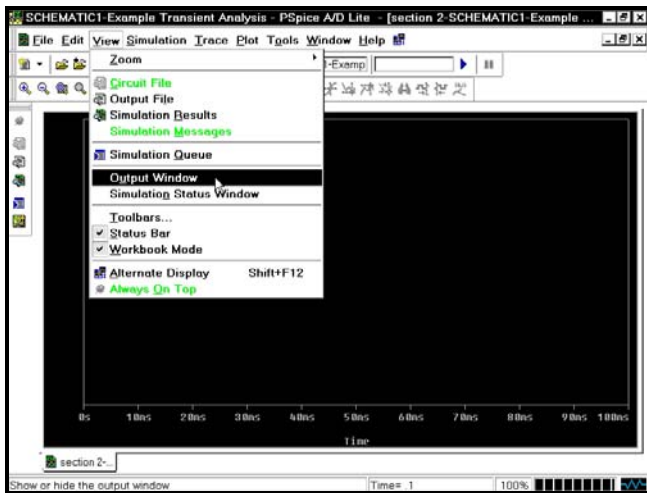 SCHEMATIC1-Example Transient Analysis - PSpice A/D Lite - [section 2-SCHEMATIC1-Example ...
File Edit View Simulation Trace Plot Tools Window Help
Zoom
1-Examp
Circuit File
Output File
Simulation Results
Simulation Messages
Simulation Queue
Output Window
Simulation Status Window
Toolbars...
Status Bar
Workbook Mode
Alternate Display Shift+F12
Always On Top
0s 10ms 20ms 30ms 40ms 50ms 60ms 70ms 80ms 90ms 100ms
Time
section 2-...
Show or hide the output window Time= .1 100%